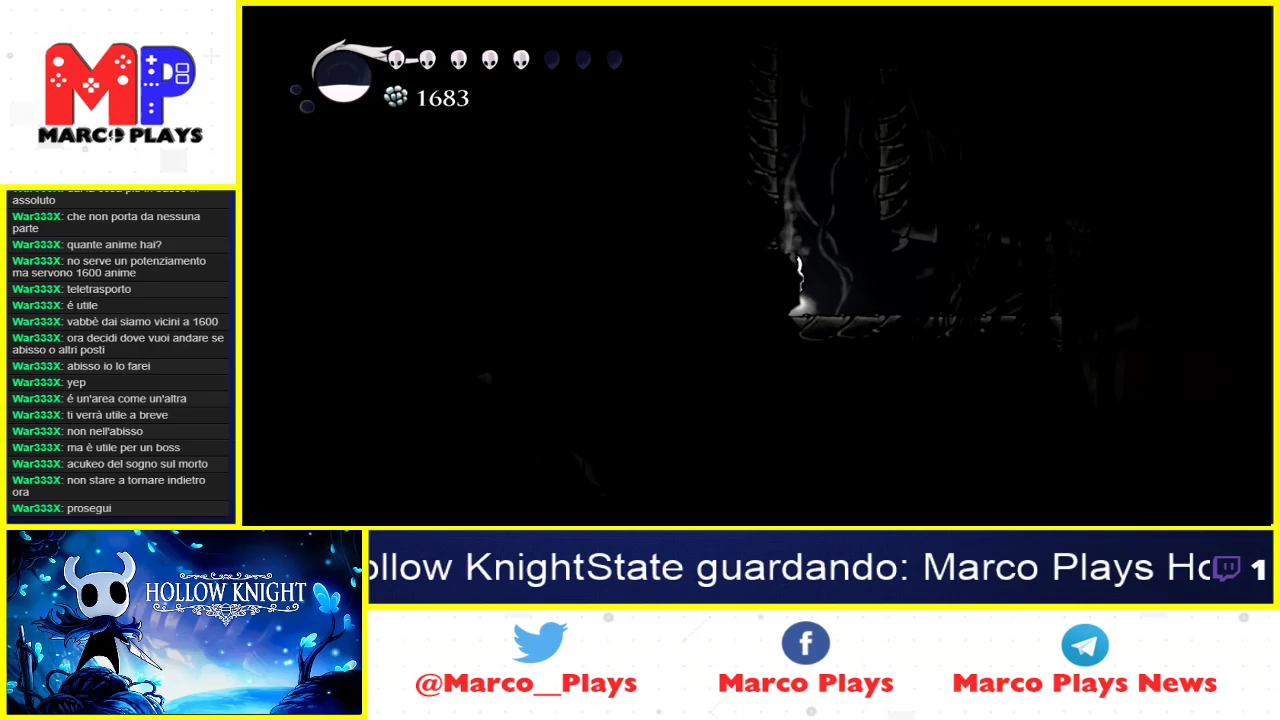 MP
MARCO PLAYS
assoluto
War333X: che non porta da nessuna
parte
War333X: quante anime hai?
War333X: no serve un potenziamento
ma servono 1600 anime
War333X: teletrasporto
War333X: é utile
War333X: vabbè dai siamo vicini a 1600
War333X: ora decidi dove vuoi andare se
abisso o altri posti
War333X: abisso io lo farei
War333X: yep
War333X: é un'area come un'altra
War333X: ti verrà utile a breve
War333X: non nell'abisso
War333X: ma è utile per un boss
War333X: acukeo del sogno sul morto
War333X: non stare a tornare indietro
ora
War333X: prosegui
1683
HOLLOW KNIGHT
ollow KnightState guardando: Marco Plays Ho 1
@Marco__Plays
Marco Plays
Marco Plays News